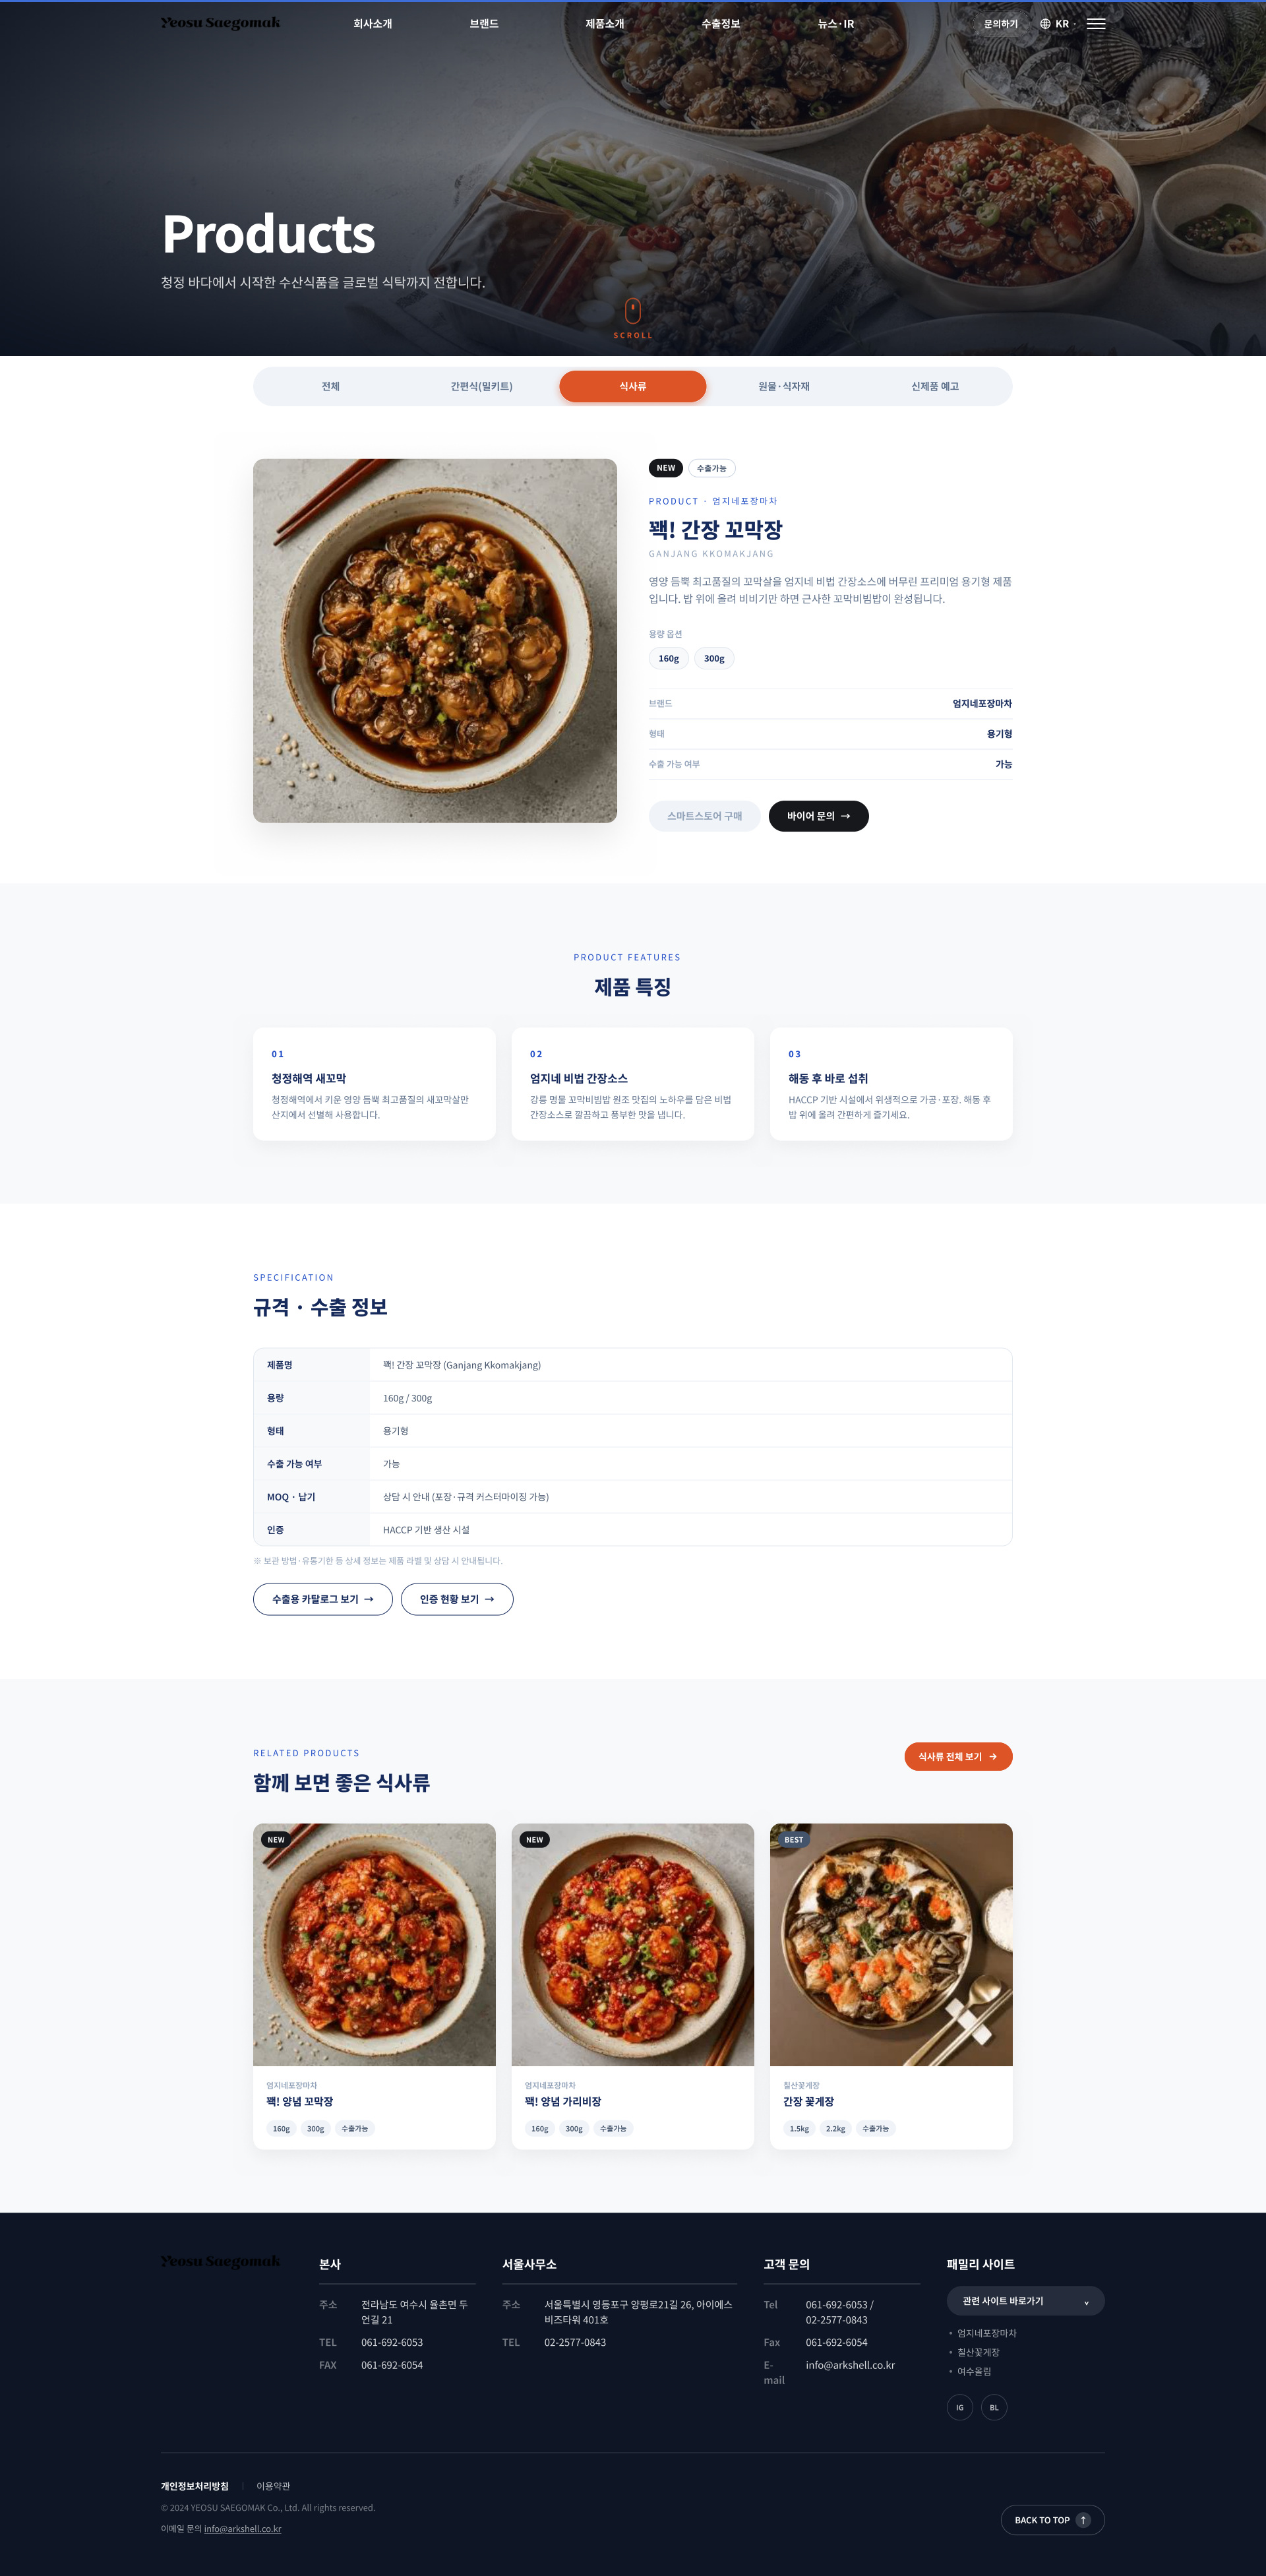 Yeosu Saegomak
회사소개
브랜드
제품소개
수출정보
뉴스·IR
문의하기
KR
Products
청정 바다에서 시작한 수산식품을 글로벌 식탁까지 전합니다.
SCROLL
전체
간편식(밀키트)
식사류
원물·식자재
신제품 예고
NEW
수출가능
PRODUCT · 엄지네포장마차
꽥! 간장 꼬막장
GANJANG KKOMAKJANG
영양 듬뿍 최고품질의 꼬막살을 엄지네 비법 간장소스에 버무린 프리미엄 용기형 제품
입니다. 밥 위에 올려 비비기만 하면 근사한 꼬막비빔밥이 완성됩니다.
용량 옵션
160g
300g
브랜드
엄지네포장마차
형태
용기형
수출 가능 여부
가능
스마트스토어 구매
바이어 문의 →
PRODUCT FEATURES
제품 특징
01
청정해역 새꼬막
청정해역에서 키운 영양 듬뿍 최고품질의 새꼬막살만
산지에서 선별해 사용합니다.
02
엄지네 비법 간장소스
강릉 명물 꼬막비빔밥 원조 맛집의 노하우를 담은 비법
간장소스로 깔끔하고 풍부한 맛을 냅니다.
03
해동 후 바로 섭취
HACCP 기반 시설에서 위생적으로 가공·포장. 해동 후
밥 위에 올려 간편하게 즐기세요.
SPECIFICATION
규격 · 수출 정보
제품명
꽥! 간장 꼬막장 (Ganjang Kkomakjang)
용량
160g / 300g
형태
용기형
수출 가능 여부
가능
MOQ · 납기
상담 시 안내 (포장·규격 커스터마이징 가능)
인증
HACCP 기반 생산 시설
※ 보관 방법·유통기한 등 상세 정보는 제품 라벨 및 상담 시 안내됩니다.
수출용 카탈로그 보기 →
인증 현황 보기 →
RELATED PRODUCTS
함께 보면 좋은 식사류
식사류 전체 보기 →
NEW
NEW
BEST
엄지네포장마차
꽥! 양념 꼬막장
160g
300g
수출가능
엄지네포장마차
꽥! 양념 가리비장
160g
300g
수출가능
칠산꽃게장
간장 꽃게장
1.5kg
2.2kg
수출가능
Yeosu Saegomak
본사
주소
전라남도 여수시 율촌면 두
언길 21
TEL
061-692-6053
FAX
061-692-6054
서울사무소
주소
서울특별시 영등포구 양평로21길 26, 아이에스
비즈타워 401호
TEL
02-2577-0843
고객 문의
Tel
061-692-6053 /
02-2577-0843
Fax
061-692-6054
E-
mail
info@arkshell.co.kr
패밀리 사이트
관련 사이트 바로가기
엄지네포장마차
칠산꽃게장
여수울림
IG
BL
개인정보처리방침
이용약관
© 2024 YEOSU SAEGOMAK Co., Ltd. All rights reserved.
이메일 문의 info@arkshell.co.kr
BACK TO TOP ↑